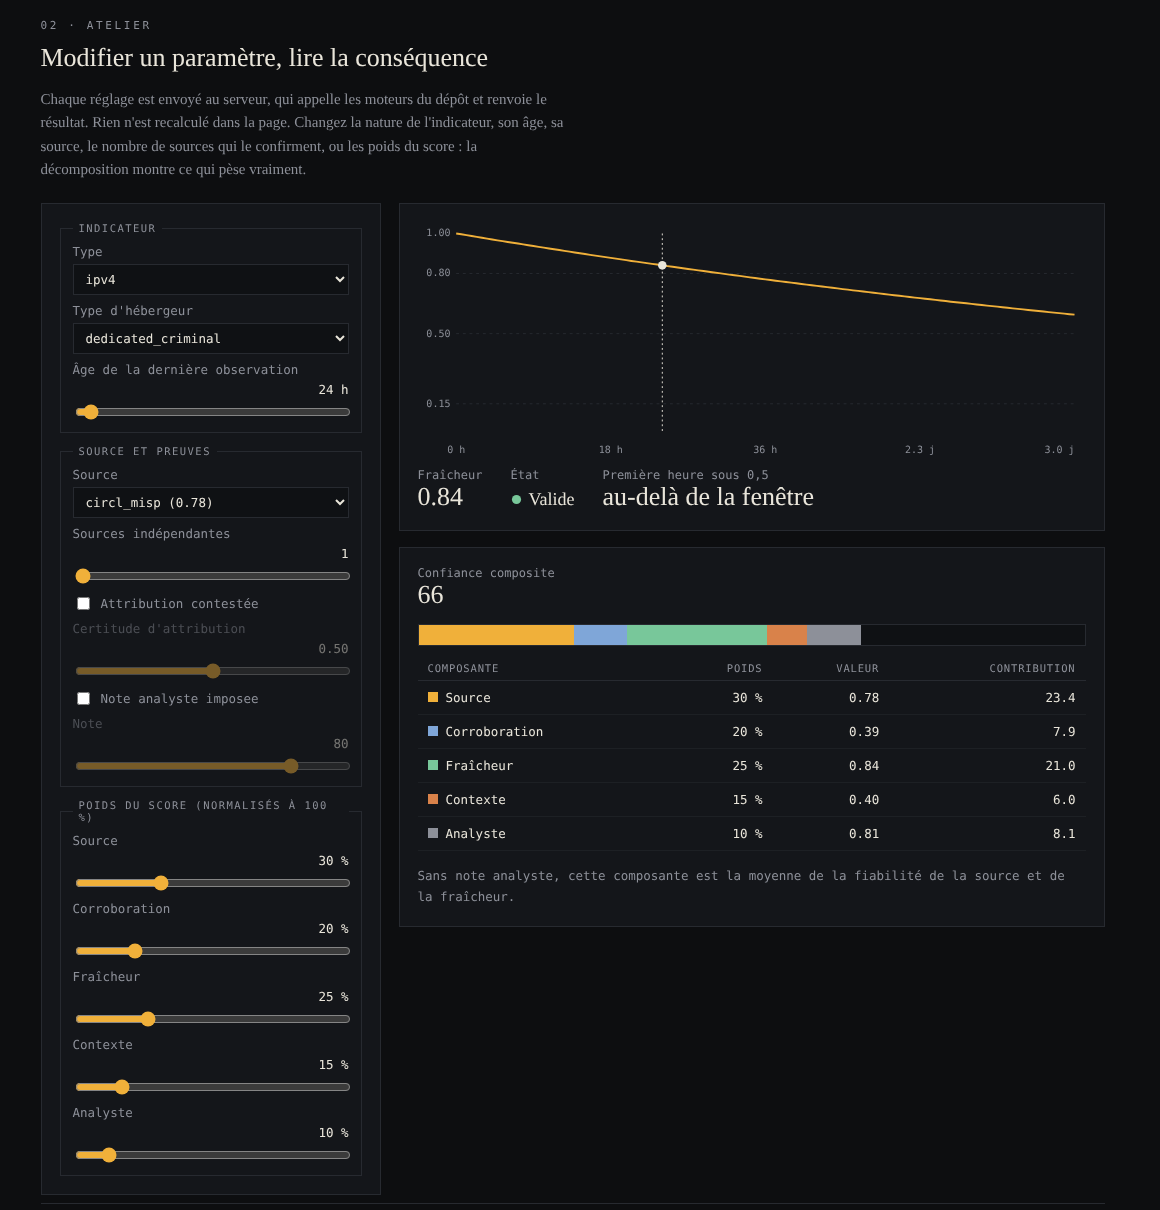 02 · ATELIER
Modifier un paramètre, lire la conséquence
Chaque réglage est envoyé au serveur, qui appelle les moteurs du dépôt et renvoie le
résultat. Rien n'est recalculé dans la page. Changez la nature de l'indicateur, son âge, sa
source, le nombre de sources qui le confirment, ou les poids du score : la
décomposition montre ce qui pèse vraiment.
INDICATEUR
Type
ipv4
Type d'hébergeur
dedicated_criminal
Âge de la dernière observation
24 h
SOURCE ET PREUVES
Source
circl_misp (0.78)
Sources indépendantes
1
Attribution contestée
Certitude d'attribution
0.50
Note analyste imposee
Note
80
POIDS DU SCORE (NORMALISÉS À 100
%)
Source
30 %
Corroboration
20 %
Fraîcheur
25 %
Contexte
15 %
Analyste
10 %
1.00
0.80
0.50
0.15
0 h 18 h 36 h 2.3 j 3.0 j
Fraîcheur État Première heure sous 0,5
0.84 Valide au-delà de la fenêtre
Confiance composite
66
COMPOSANTE POIDS VALEUR CONTRIBUTION
Source 30 % 0.78 23.4
Corroboration 20 % 0.39 7.9
Fraîcheur 25 % 0.84 21.0
Contexte 15 % 0.40 6.0
Analyste 10 % 0.81 8.1
Sans note analyste, cette composante est la moyenne de la fiabilité de la source et de
la fraîcheur.